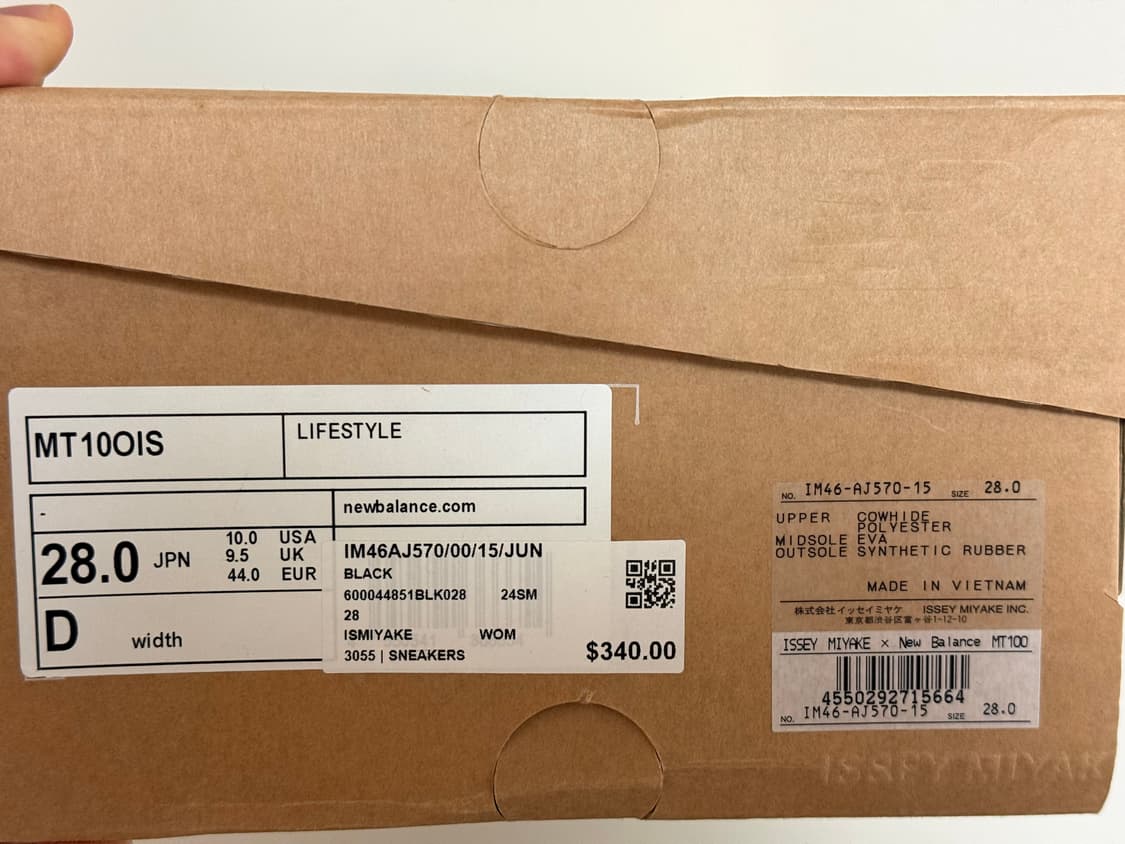 MT10OIS
LIFESTYLE
-
newbalance.com
28.0 JPN
10.0 USA
9.5 UK
44.0 EUR
D width
IM46AJ570/00/15/JUN
BLACK
600044851BLK028 24SM
28
ISMIYAKE WOM
3055 | SNEAKERS $340.00
NO. IM46-AJ570-15 SIZE 28.0
UPPER COWHIDE
POLYESTER
MIDSOLE EVA
OUTSOLE SYNTHETIC RUBBER
MADE IN VIETNAM
株式会社イッセイミヤケ ISSEY MIYAKE INC.
東京都渋谷区富ヶ谷1-12-10
ISSEY MIYAKE × New Balance MT100
4550292715664
NO. IM46-AJ570-15 SIZE 28.0
ISSEY MIYAK